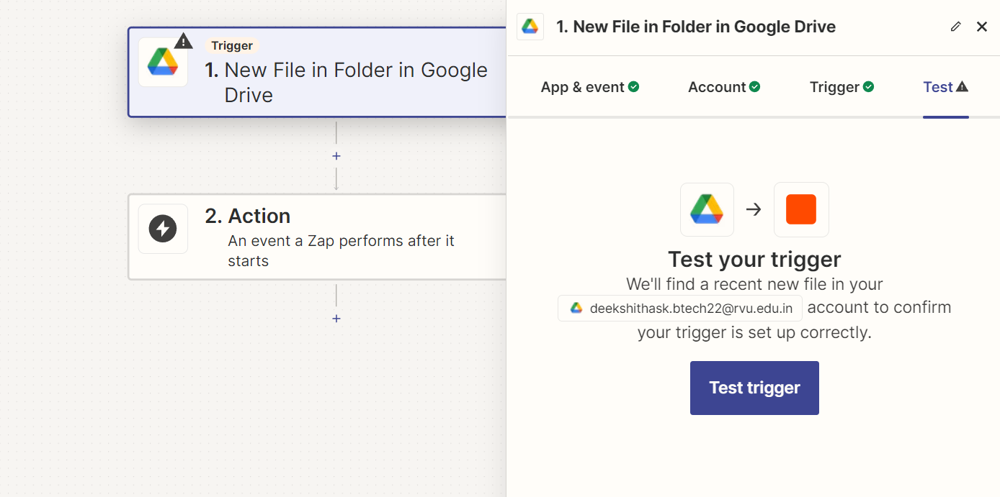 Trigger
1. New File in Folder in Google
Drive
+
2. Action
An event a Zap performs after it
starts
+
1. New File in Folder in Google Drive
App & event
Account
Trigger
Test
Test your trigger
We'll find a recent new file in your
deekshithask.btech22@rvu.edu.in account to confirm
your trigger is set up correctly.
Test trigger